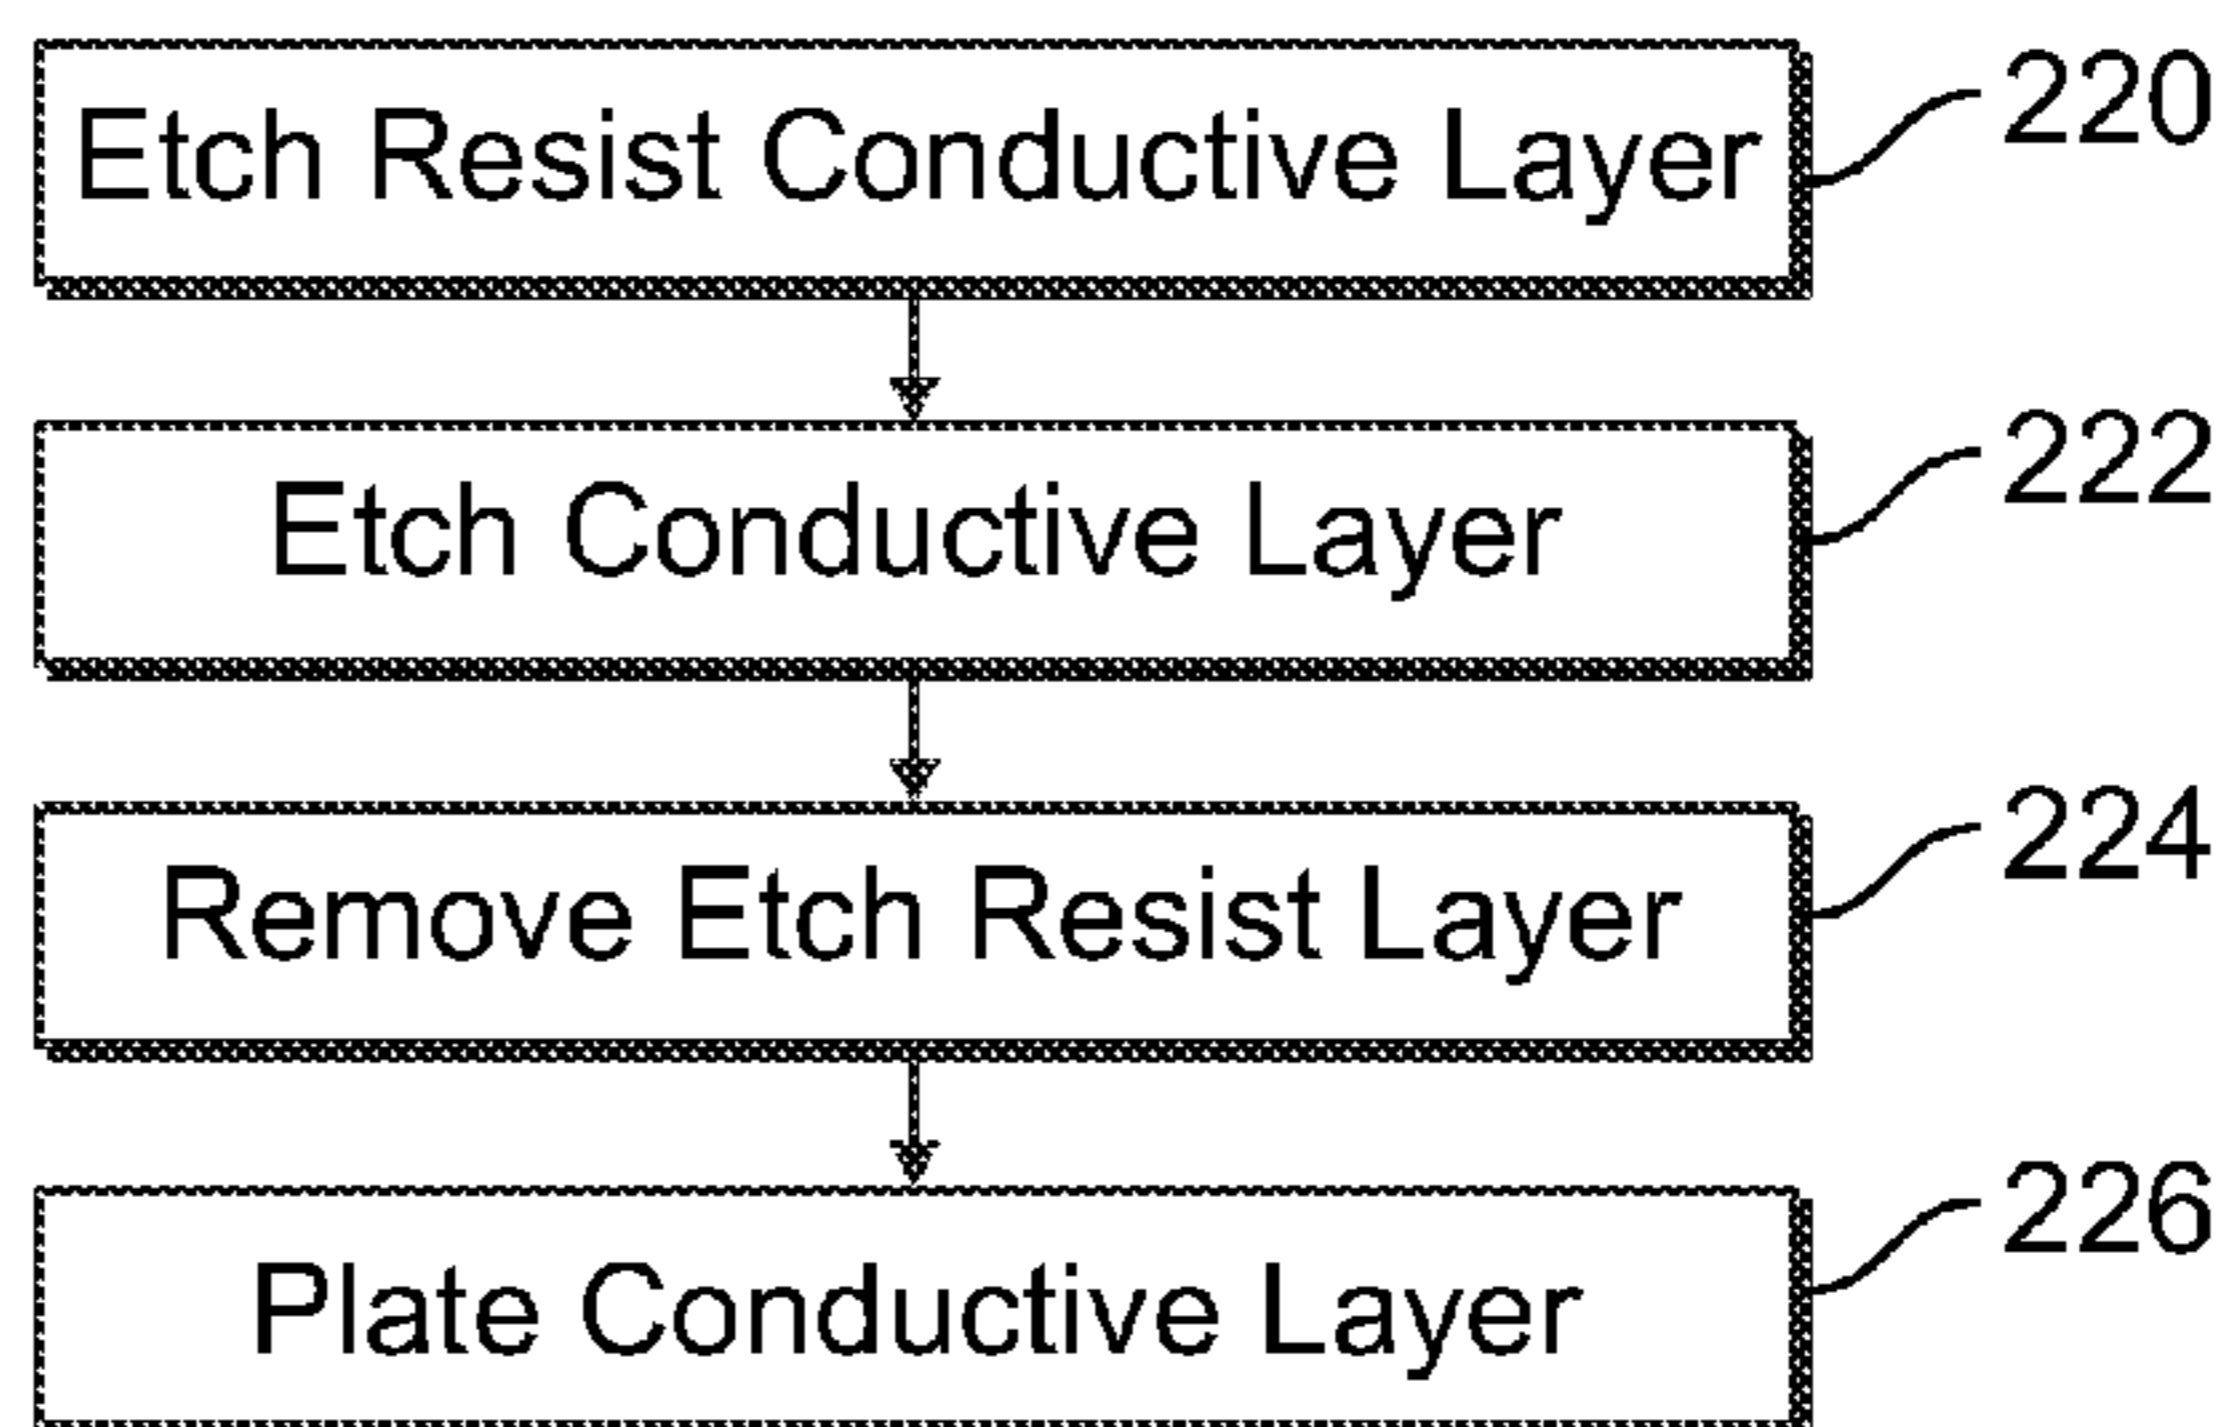 Etch Resist Conductive Layer
220
Etch Conductive Layer
222
Remove Etch Resist Layer
224
Plate Conductive Layer
226